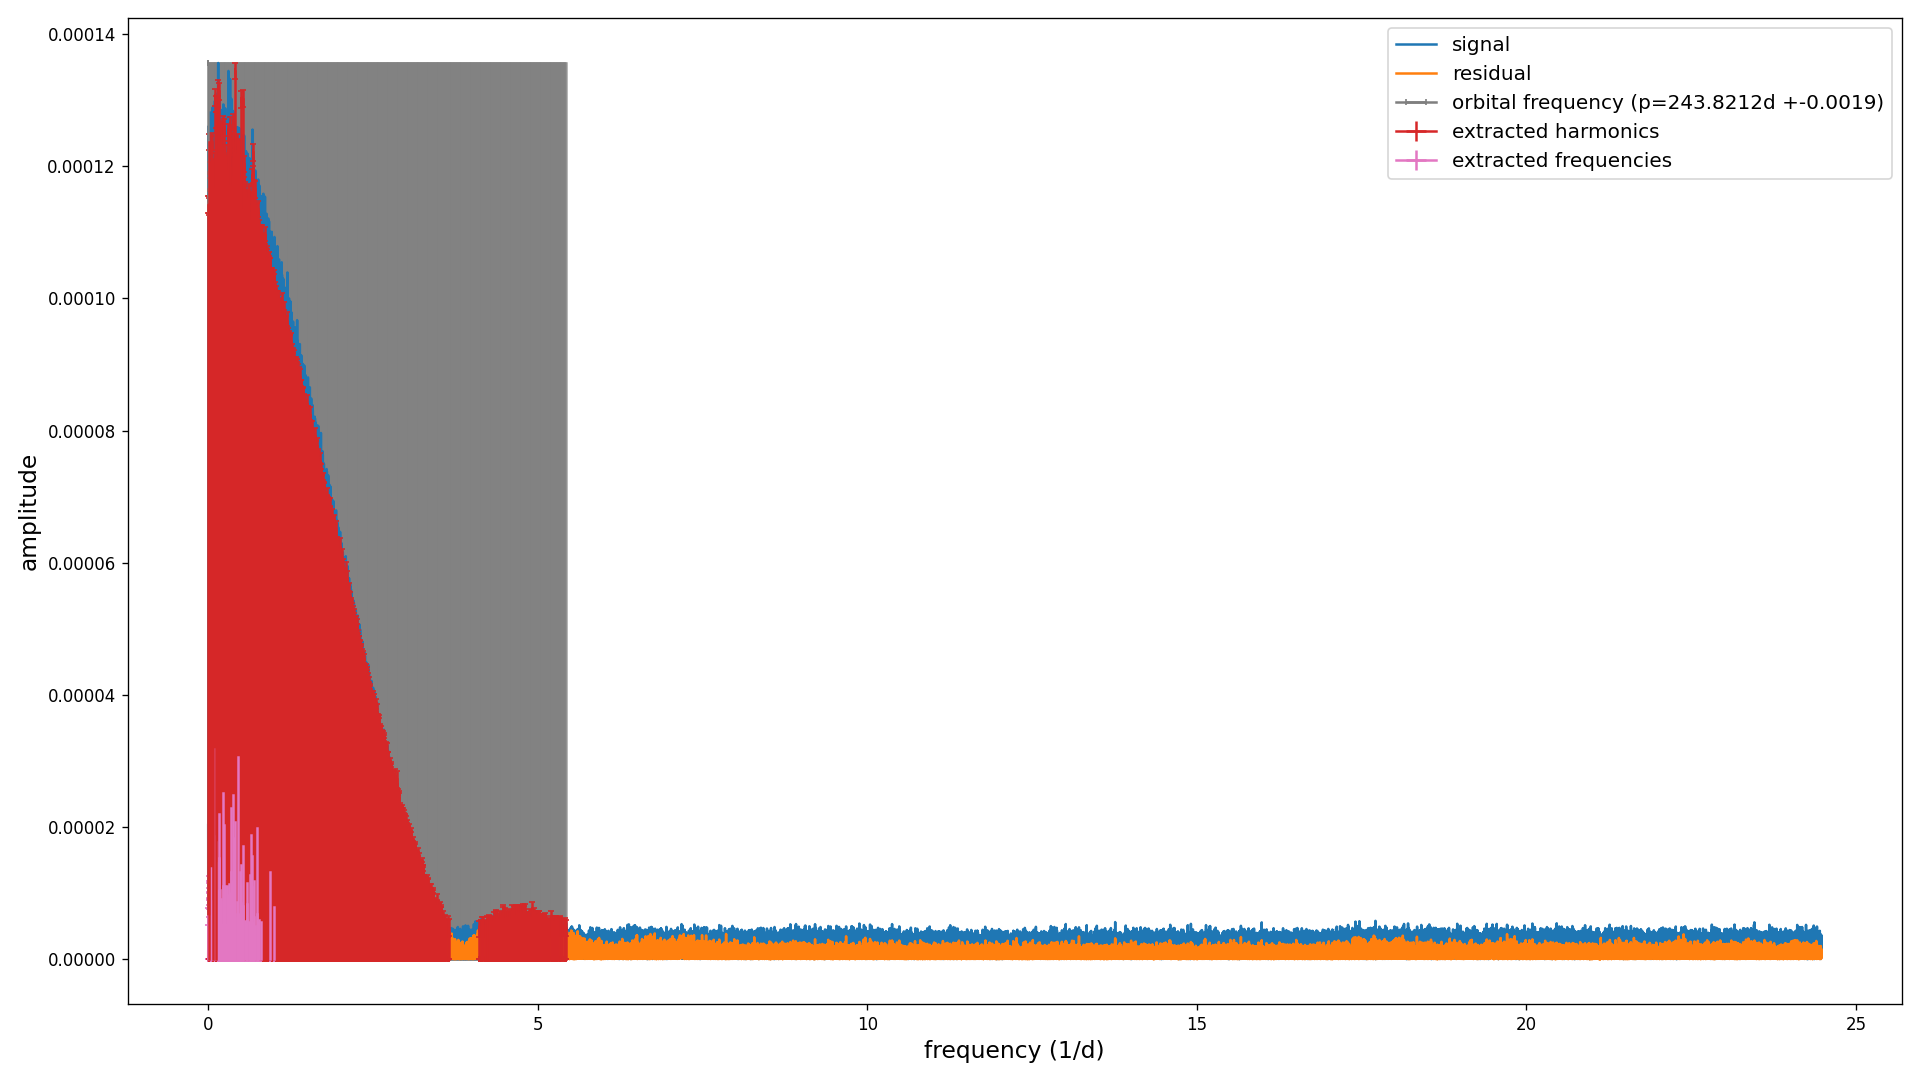 0.00014
0.00012
0.00010
0.00008
0.00006
0.00004
0.00002
0.00000
amplitude
signal
residual
orbital frequency (p=243.8212d +-0.0019)
extracted harmonics
extracted frequencies
0
5
10
15
20
25
frequency (1/d)